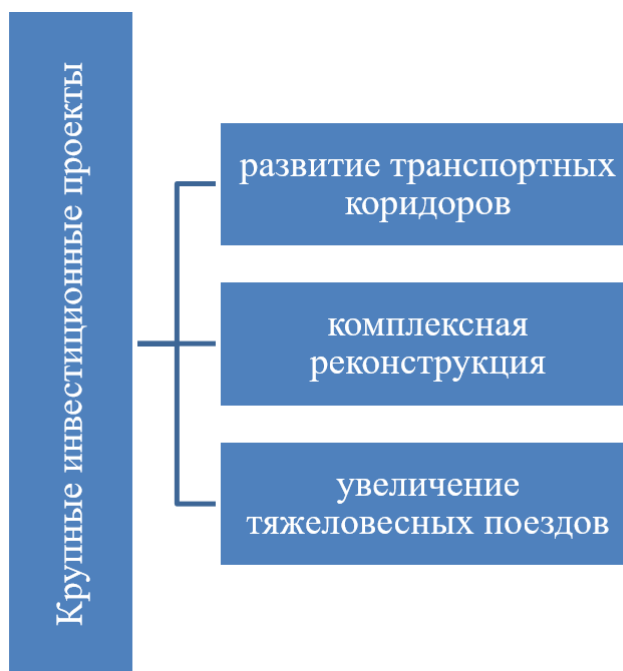 Крупные инвестиционные проекты
развитие транспортных
коридоров
комплексная
реконструкция
увеличение
тяжеловесных поездов